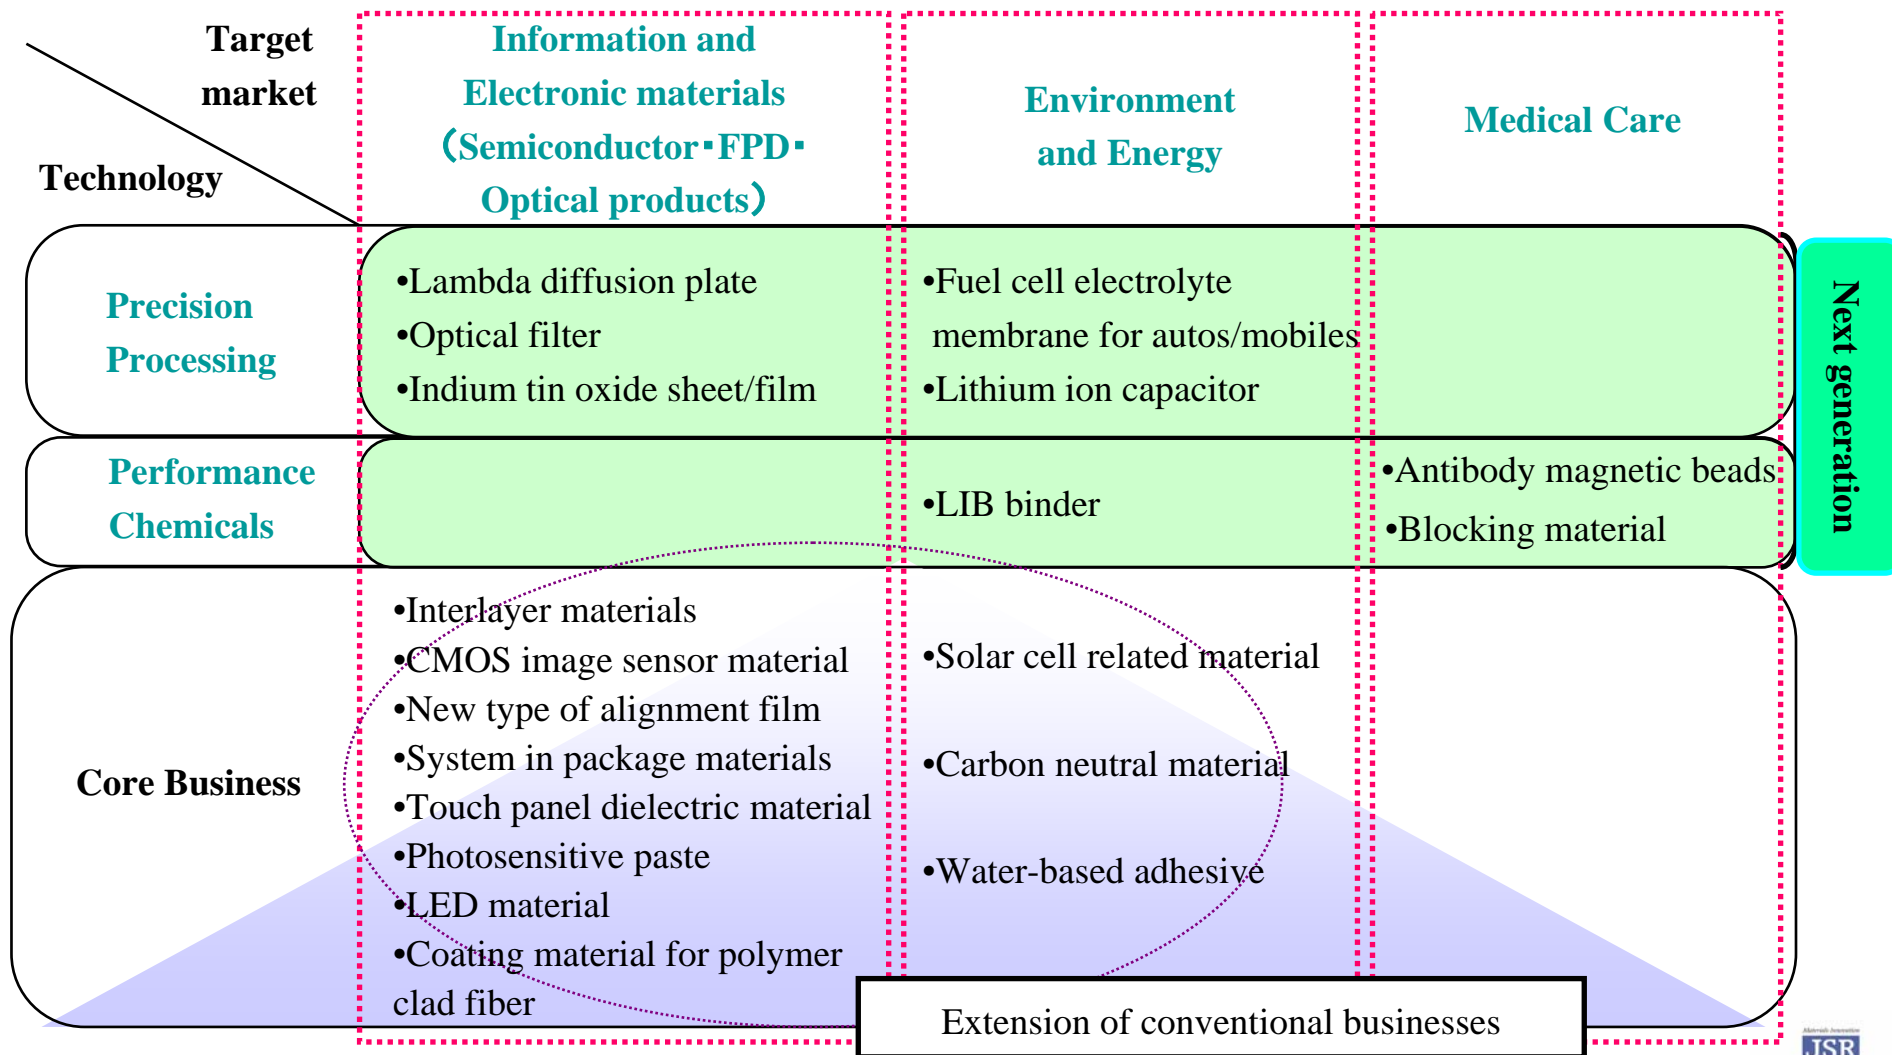 Target
market
Technology
Information and
Electronic materials
(Semiconductor▪FPD▪
Optical products)
Environment
and Energy
Medical Care
Precision
Processing
•Lambda diffusion plate
•Optical filter
•Indium tin oxide sheet/film
•Fuel cell electrolyte
membrane for autos/mobiles
•Lithium ion capacitor
Next generation
Performance
Chemicals
•LIB binder
•Antibody magnetic beads
•Blocking material
Core Business
•Interlayer materials
•CMOS image sensor material
•New type of alignment film
•System in package materials
•Touch panel dielectric material
•Photosensitive paste
•LED material
•Coating material for polymer
clad fiber
•Solar cell related material
•Carbon neutral material
•Water-based adhesive
Extension of conventional businesses
Materials Innovation
JSR